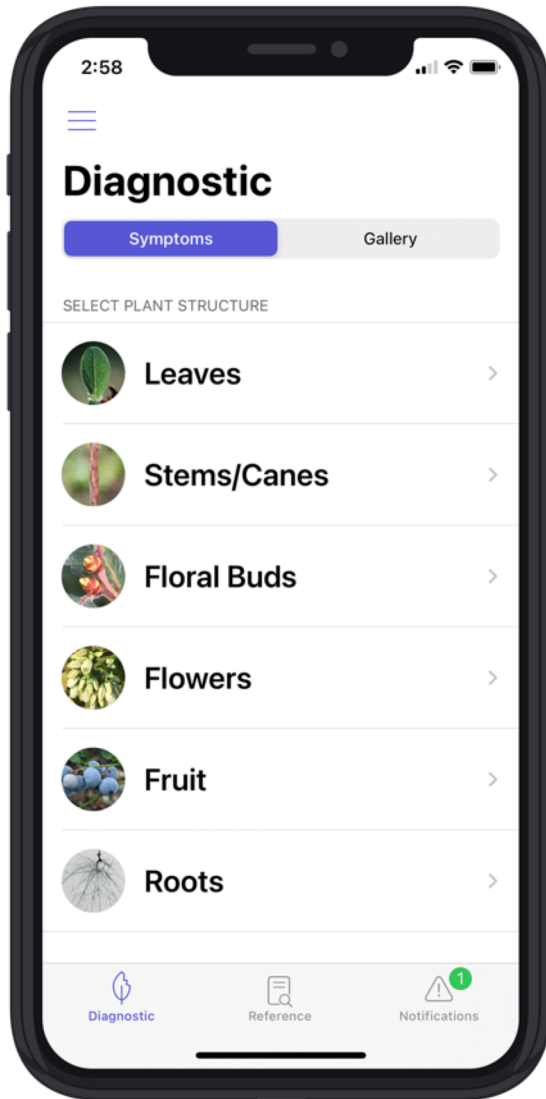 2:58
Diagnostic
Symptoms Gallery
SELECT PLANT STRUCTURE
Leaves
Stems/Canes
Floral Buds
Flowers
Fruit
Roots
1
Diagnostic Reference Notifications